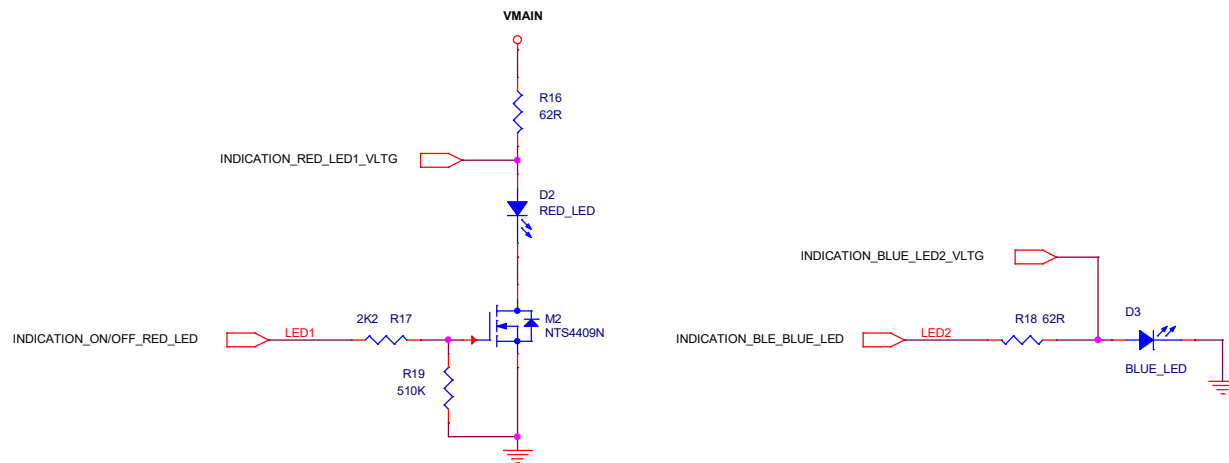 VMAIN
R16
62R
INDICATION_RED_LED1_VLTG
D2
RED_LED
INDICATION_BLUE_LED2_VLTG
2K2 R17
M2
NTS4409N
INDICATION_ON/OFF_RED_LED
LED1
R19
510K
D3
R18 62R
INDICATION_BLE_BLUE_LED
LED2
BLUE_LED